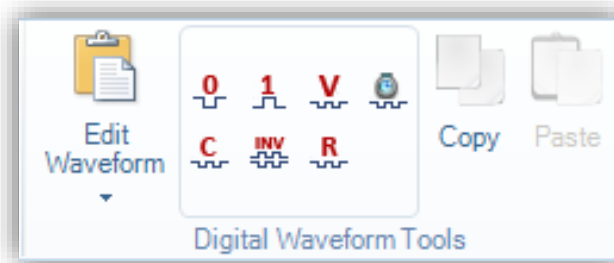 0 1 V
C INV R
Edit
Waveform
Copy
Paste
Digital Waveform Tools